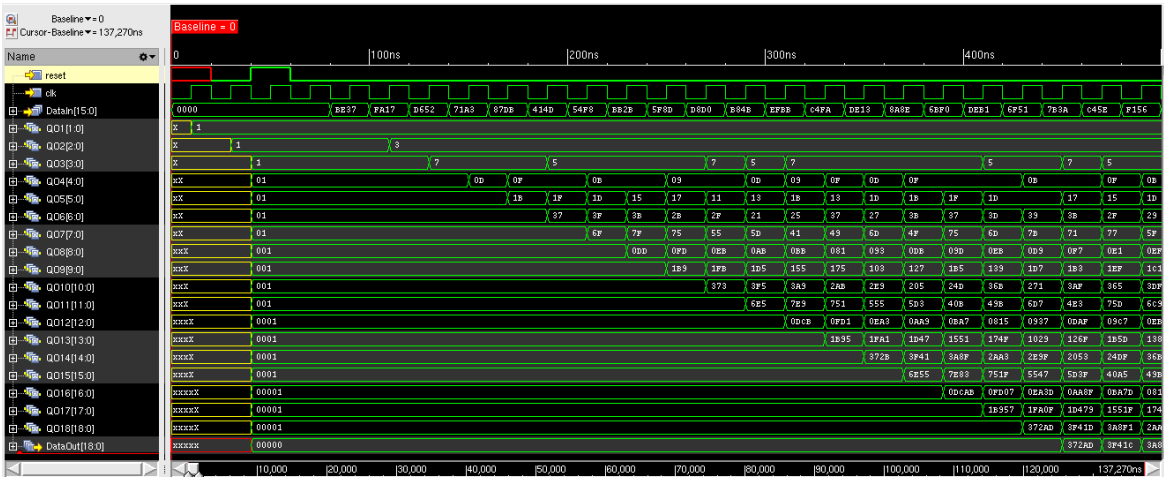 Baseline ▾= 0
Cursor-Baseline ▾= 137,270ns
Baseline = 0
Name
0 |100ns |200ns |300ns |400ns
reset
clk
DataIn[15:0] 0000 BE37 FA17 D652 71A3 87DB 414D 54F8 BB2B 5F8D D8D0 B84B EFBB C4FA DE13 8A8E 6BF0 DEB1 6F51 7B3A C45E F156
QO1[1:0] x 1
QO2[2:0] x 1 3
QO3[3:0] x 1 7 5 7 5 7 5 7 5
QO4[4:0] xX 01 0D 0F 0B 09 0D 09 0F 0D 0F 0B 0F 0B
QO5[5:0] xX 01 1B 1F 1D 15 17 11 13 1B 13 1D 1B 1F 1D 17 15 1D
QO6[6:0] xX 01 37 3F 3B 2B 2F 21 25 37 27 3B 37 3D 39 3B 2F 29
QO7[7:0] xX 01 6F 7F 75 55 5D 41 49 6D 4F 75 6D 7B 71 77 5F
QO8[8:0] xxX 001 0DD 0FD 0EB 0AB 0BB 081 093 0DB 09D 0EB 0D9 0F7 0E1 0EF
QO9[9:0] xxX 001 1B9 1FB 1D5 155 175 103 127 1B5 139 1D7 1B3 1EF 1C1
QO10[10:0] xxX 001 373 3F5 3A9 2AB 2E9 205 24D 36B 271 3AF 365 3DF
QO11[11:0] xxX 001 6E5 7E9 751 555 5D3 40B 49B 6D7 4E3 75D 6C9
QO12[12:0] xxxX 0001 0DCB 0FD1 0EA3 0AA9 0BA7 0815 0937 0DAF 09C7 0EB
QO13[13:0] xxxX 0001 1B95 1FA1 1D47 1551 174F 1029 126F 1B5D 138
QO14[14:0] xxxX 0001 372B 3F41 3A8F 2AA3 2E9F 2053 24DF 36B
QO15[15:0] xxxX 0001 6E55 7E83 751F 5547 5D3F 40A5 49B
QO16[16:0] xxxxX 00001 0DCAB 0FD07 0EA3D 0AA8F 0BA7D 081
QO17[17:0] xxxxX 00001 1B957 1FA0F 1D479 1551F 174
QO18[18:0] xxxxX 00001 372AD 3F41D 3A8F1 2AA
DataOut[18:0] xxxxx 00000 372AD 3F41C 3A8
|10,000 |20,000 |30,000 |40,000 |50,000 |60,000 |70,000 |80,000 |90,000 |100,000 |110,000 |120,000 137,270ns